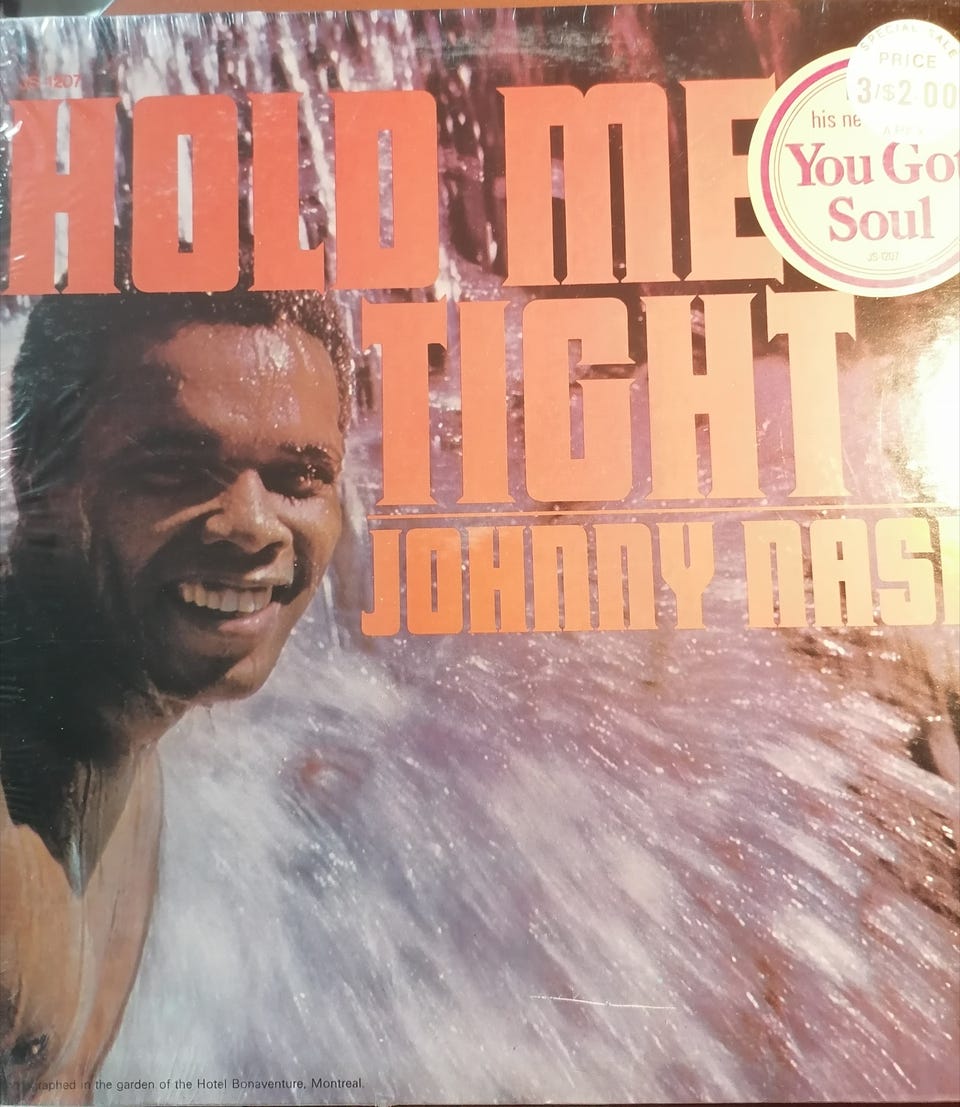 JS-1207
HOLD ME
TIGHT
JOHNNY NAS
SPECIAL SALE
PRICE
3/$2.00
his ne
You Got
Soul
JS-1207
graphed in the garden of the Hotel Bonaventure, Montreal.